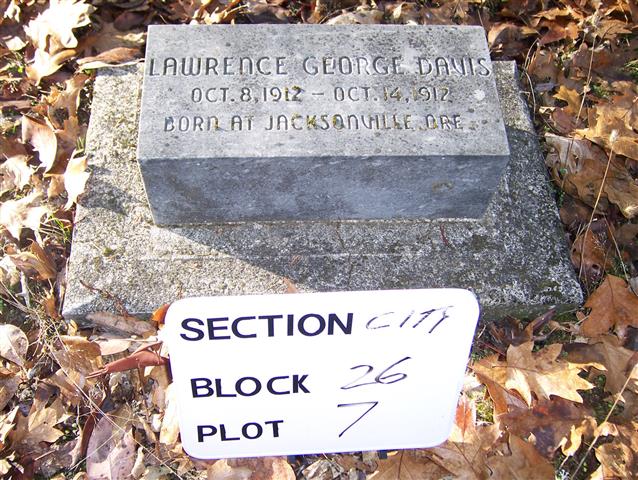 LAWRENCE GEORGE DAVIS
OCT. 8, 1912 – OCT. 14, 1912
BORN AT JACKSONVILLE, ORE.
SECTION CITY
BLOCK 26
PLOT 7